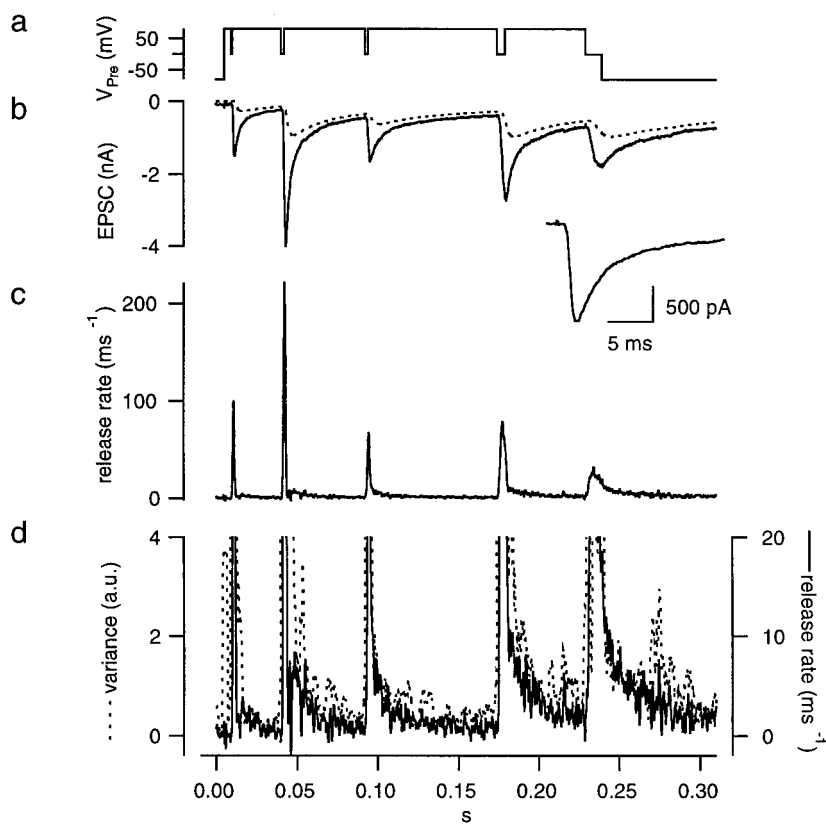 a
V_Pre (mV)
50
-50
b
EPSC (nA)
0
-2
-4
500 pA
5 ms
c
release rate (ms ⁻¹)
200
100
0
d
variance (a.u.)
4
2
0
20
10
0
release rate (ms ⁻¹)
0.00 0.05 0.10 0.15 0.20 0.25 0.30
s